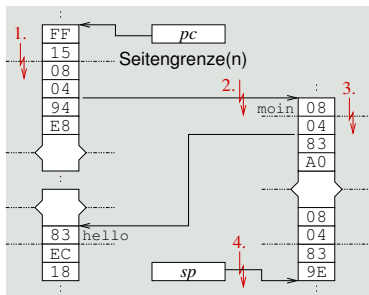 1.
FF
pc
15
Seitengrenze(n)
08
04
94
E8
2.
3.
moin
08
04
83
A0
83
hello
EC
18
08
04
83
9E
4.
sp